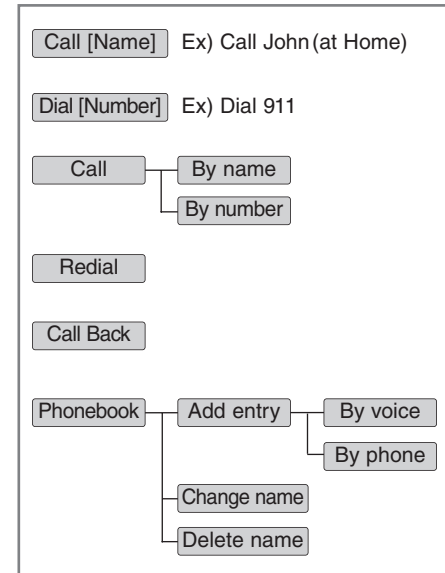 Call [Name] Ex) Call John (at Home)
Dial [Number] Ex) Dial 911
Call By name
By number
Redial
Call Back
Phonebook Add entry By voice
By phone
Change name
Delete name